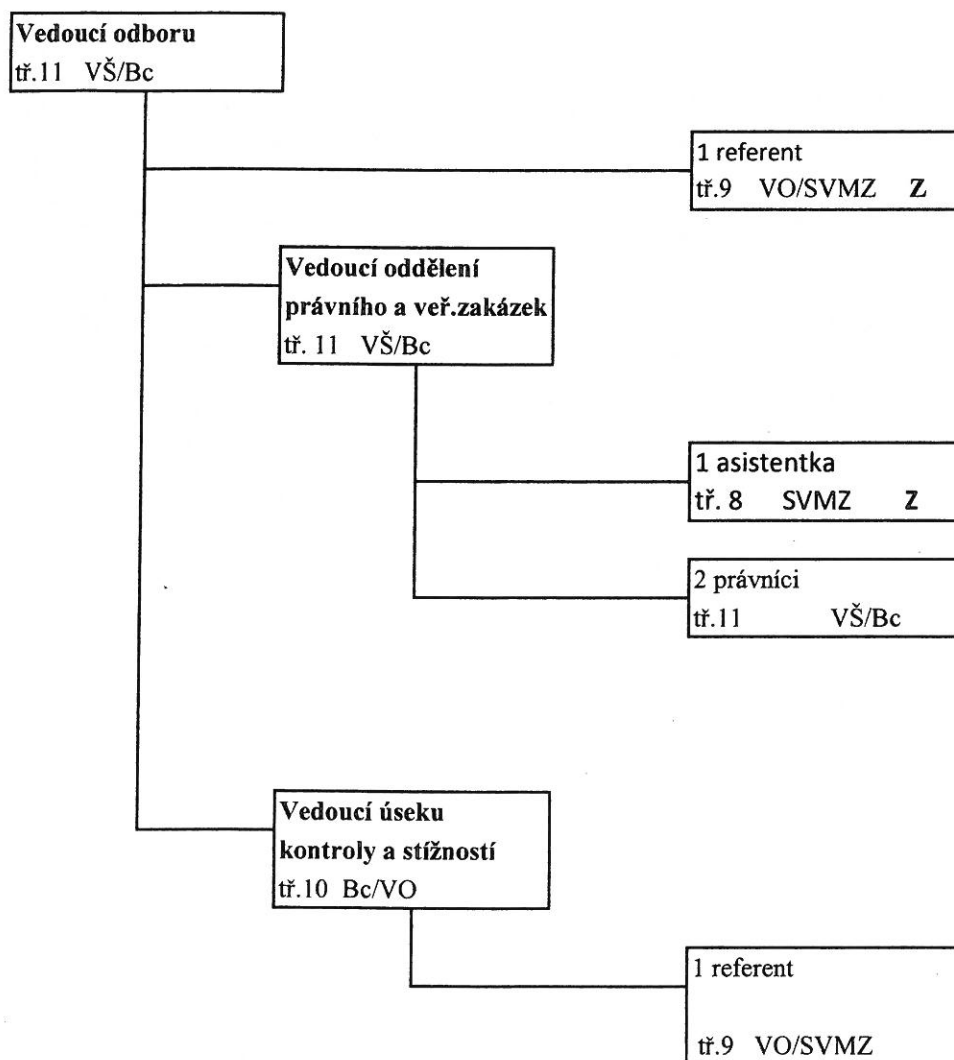 Vedoucí odboru
tř.11 VŠ/Bc
1 referent
tř.9 VO/SVMZ Z
Vedoucí oddělení
právního a veř.zakázek
tř. 11 VŠ/Bc
1 asistentka
tř. 8 SVMZ Z
2 právníci
tř.11 VŠ/Bc
Vedoucí úseku
kontroly a stížností
tř.10 Bc/VO
1 referent
tř.9 VO/SVMZ